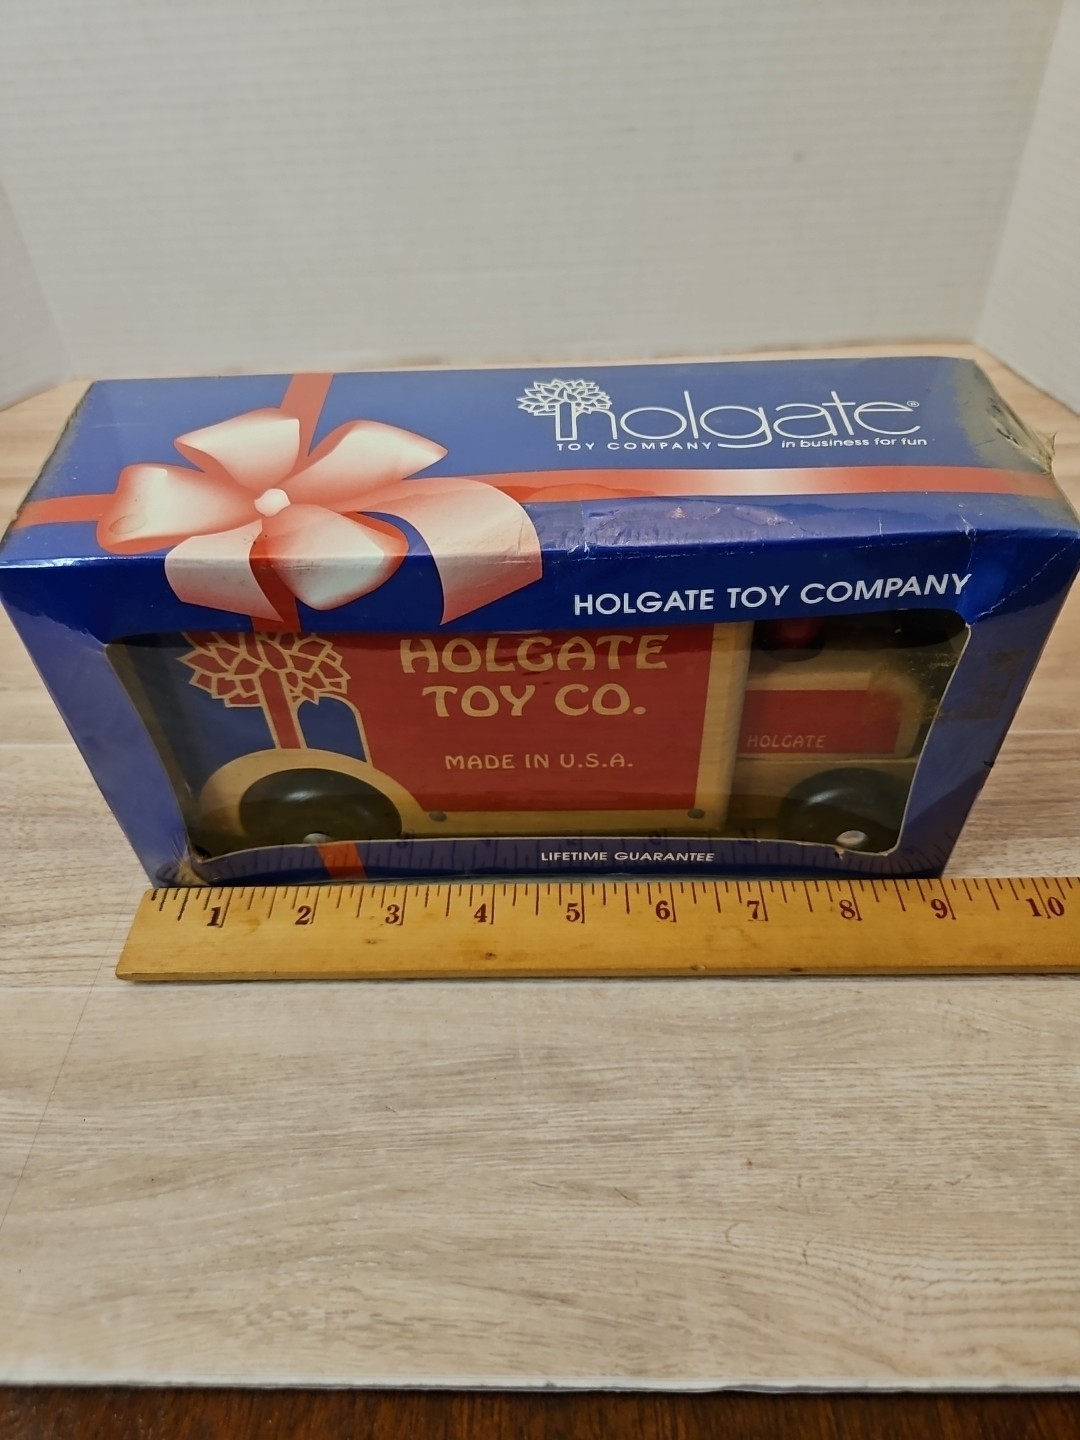 holgate®
TOY COMPANY in business for fun
HOLGATE TOY COMPANY
HOLGATE
TOY CO.
MADE IN U.S.A.
HOLGATE
LIFETIME GUARANTEE
1 2 3 4 5 6 7 8 9 10